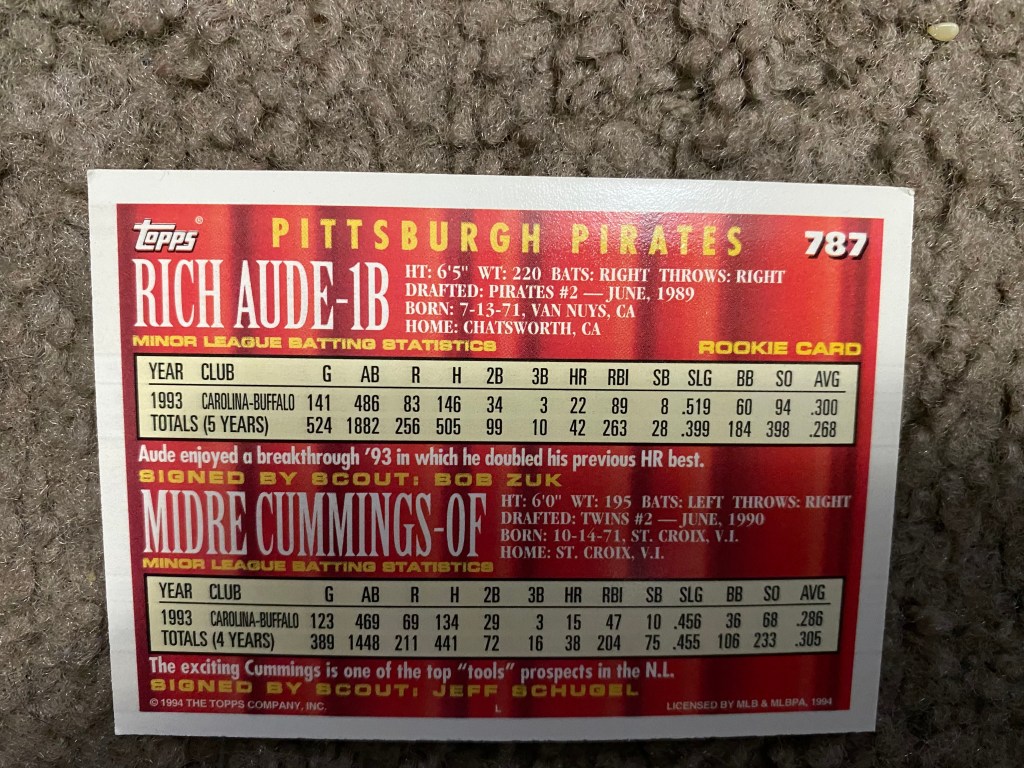 topps® PITTSBURGH PIRATES 787
RICH AUDE-1B
HT: 6'5" WT: 220 BATS: RIGHT THROWS: RIGHT
DRAFTED: PIRATES #2 — JUNE, 1989
BORN: 7-13-71, VAN NUYS, CA
HOME: CHATSWORTH, CA
MINOR LEAGUE BATTING STATISTICS ROOKIE CARD
YEAR CLUB G AB R H 2B 3B HR RBI SB SLG BB SO AVG
1993 CAROLINA-BUFFALO 141 486 83 146 34 3 22 89 8 .519 60 94 .300
TOTALS (5 YEARS) 524 1882 256 505 99 10 42 263 28 .399 184 398 .268
Aude enjoyed a breakthrough '93 in which he doubled his previous HR best.
SIGNED BY SCOUT: BOB ZUK
MIDRE CUMMINGS-OF
HT: 6'0" WT: 195 BATS: LEFT THROWS: RIGHT
DRAFTED: TWINS #2 — JUNE, 1990
BORN: 10-14-71, ST. CROIX, V.I.
HOME: ST. CROIX, V.I.
MINOR LEAGUE BATTING STATISTICS
YEAR CLUB G AB R H 2B 3B HR RBI SB SLG BB SO AVG
1993 CAROLINA-BUFFALO 123 469 69 134 29 3 15 47 10 .456 36 68 .286
TOTALS (4 YEARS) 389 1448 211 441 72 16 38 204 75 .455 106 233 .305
The exciting Cummings is one of the top "tools" prospects in the N.L.
SIGNED BY SCOUT: JEFF SCHUGEL
© 1994 THE TOPPS COMPANY, INC. L LICENSED BY MLB & MLBPA, 1994